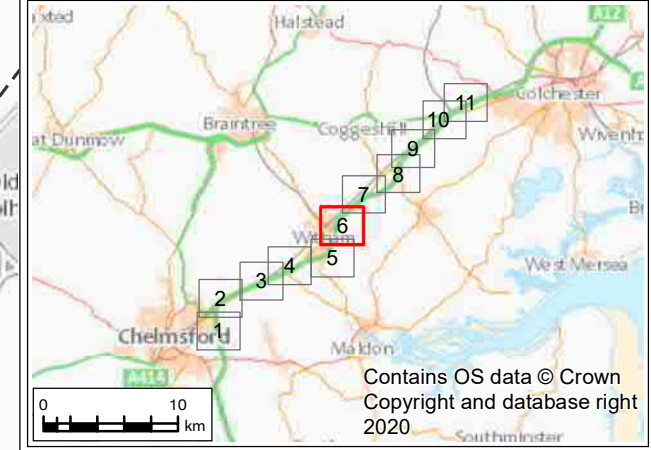 Halstead
A12
Colchester
11
10
Braintree
Coggeshall
at Dunmow
9
8
7
6
Witham
5
4
3
2
1
West Mersea
Chelmsford
Maldon
A414
Contains OS data © Crown
Copyright and database right
2020
0 10
km
Southminster